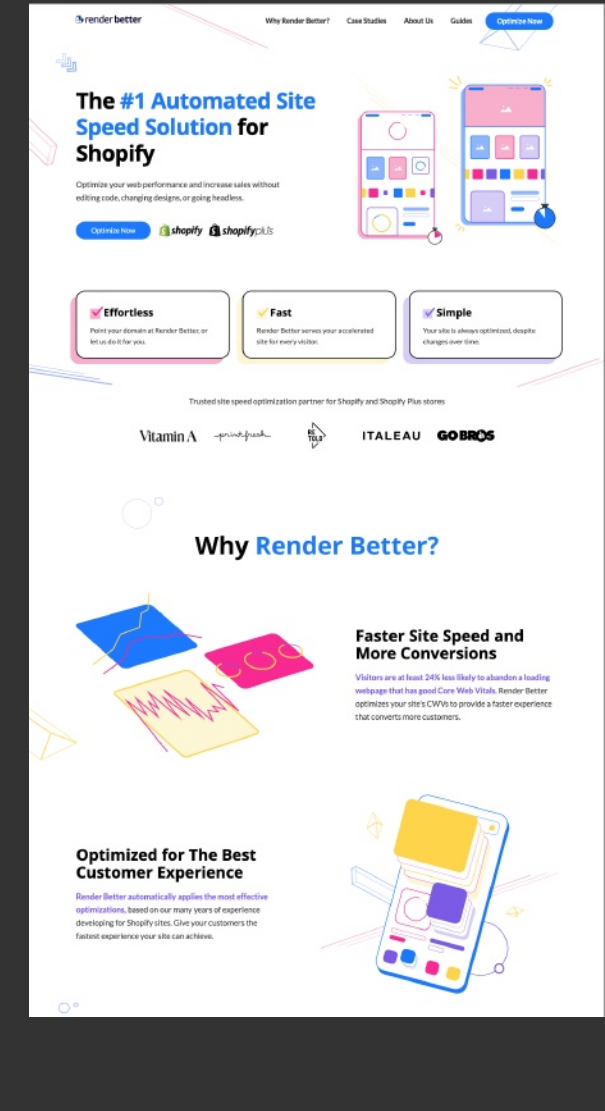 render better
Why Render Better? Case Studies About Us Guides Optimize Now
The #1 Automated Site
Speed Solution for
Shopify
Optimize your web performance and increase sales without
editing code, changing designs, or going headless.
Optimize Now shopify shopifyplus
Effortless
Point your domain at Render Better, or
let us do it for you.
Fast
Render Better serves your accelerated
site for every visitor.
Simple
Your site is always optimized, despite
changes over time.
Trusted site speed optimization partner for Shopify and Shopify Plus stores
Vitamin A printfresh RE TOLD ITALEAU GO BROS
Why Render Better?
Faster Site Speed and
More Conversions
Visitors are at least 24% less likely to abandon a loading
webpage that has good Core Web Vitals. Render Better
optimizes your site's CWVs to provide a faster experience
that converts more customers.
Optimized for The Best
Customer Experience
Render Better automatically applies the most effective
optimizations, based on our many years of experience
developing for Shopify sites. Give your customers the
fastest experience your site can achieve.